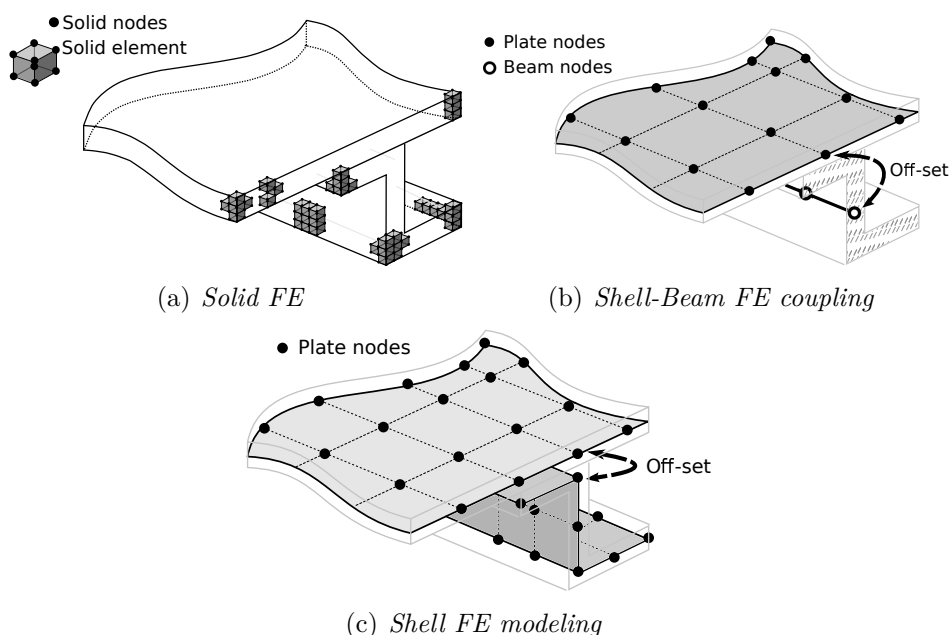 Solid nodes
Solid element
Plate nodes
Beam nodes
Off-set
(a) Solid FE
(b) Shell-Beam FE coupling
Plate nodes
Off-set
(c) Shell FE modeling